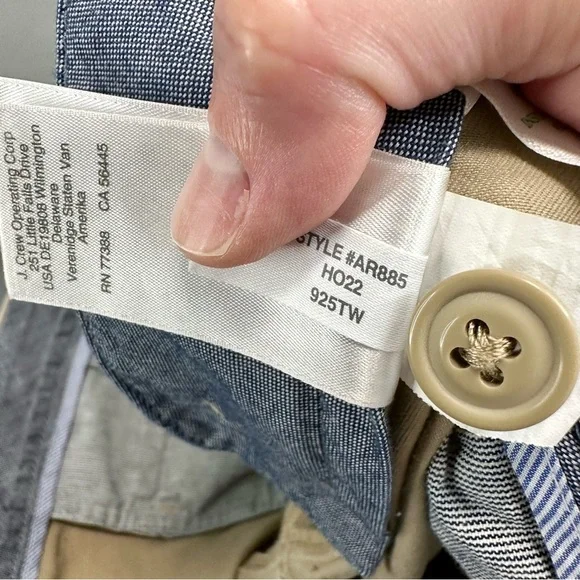 J. Crew Operating Corp
251 Little Falls Drive
USA DE19808 Wilmington
Delaware
Verenidge Staten Van
Amerika
RN 77388 CA 56445
STYLE #AR885
HO22
925TW